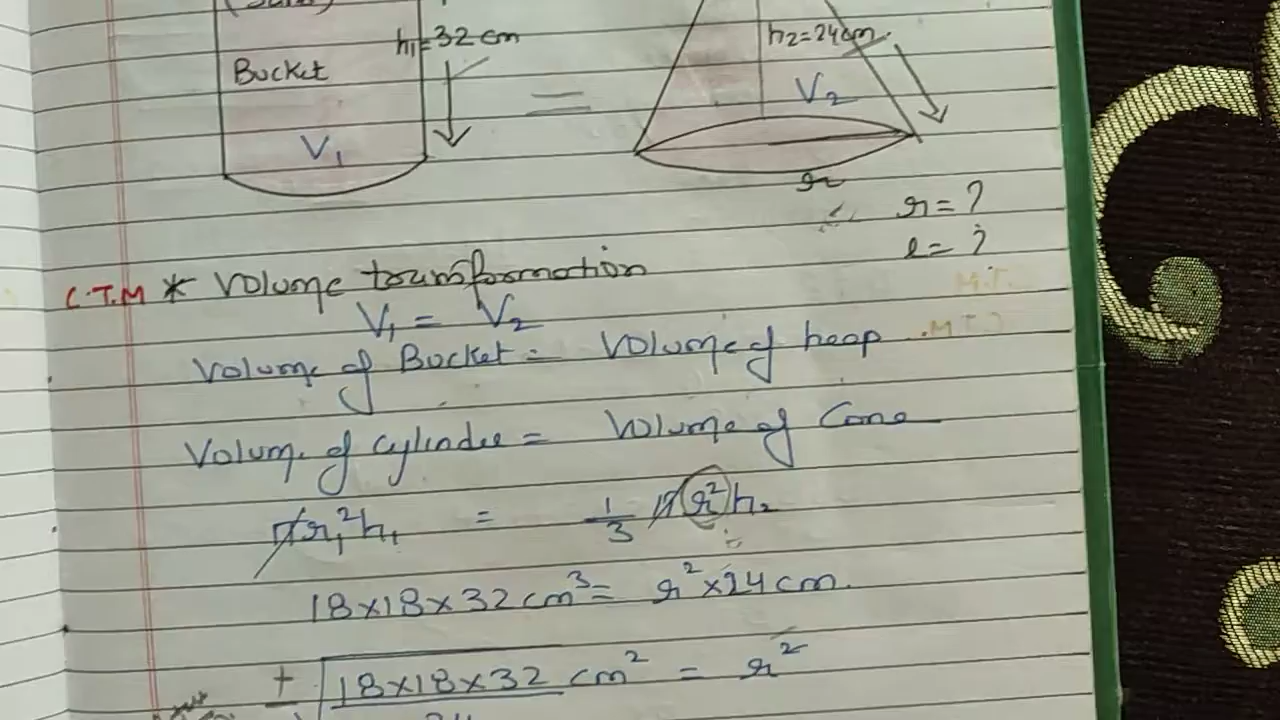 h₁=32 cm
h₂=24cm
Bucket
V₁
=
V₂
r
r = ?
l = ?
C.T.M * Volume transformation
V₁ = V₂
Volume of Bucket = Volume of heap
Volume of Cylinder = Volume of Cone
πr₁²h₁ = 1/3 πr²h₂
18×18×32 cm³ = r²×24 cm.
± √18×18×32 cm² = r²
24